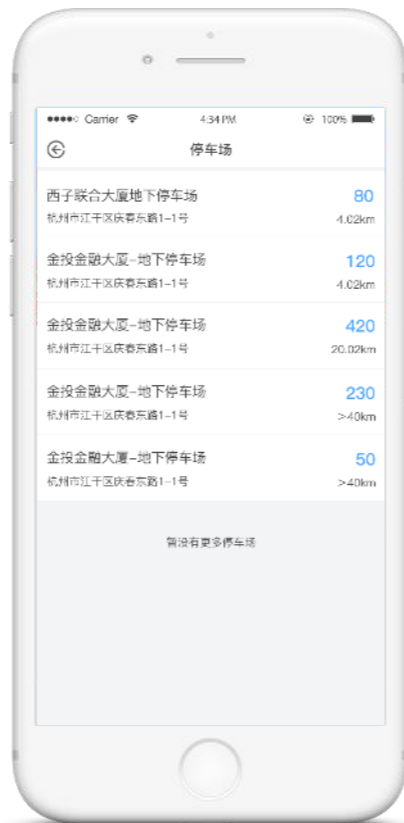 Carrier 4:34 PM 100%
停车场
西子联合大厦地下停车场 80
杭州市江干区庆春东路1-1号 4.02km
金投金融大厦-地下停车场 120
杭州市江干区庆春东路1-1号 4.02km
金投金融大厦-地下停车场 420
杭州市江干区庆春东路1-1号 20.02km
金投金融大厦-地下停车场 230
杭州市江干区庆春东路1-1号 >40km
金投金融大厦-地下停车场 50
杭州市江干区庆春东路1-1号 >40km
暂没有更多停车场